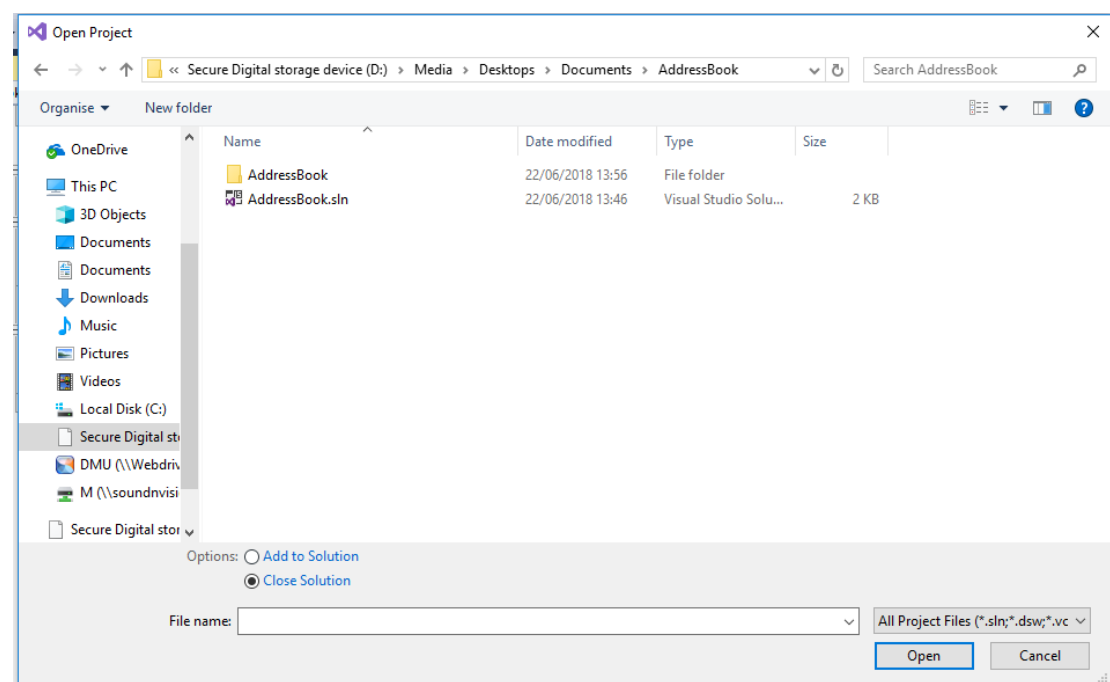 Open Project
« Secure Digital storage device (D:) > Media > Desktops > Documents > AddressBook
Search AddressBook
Organise New folder
Name Date modified Type Size
AddressBook 22/06/2018 13:56 File folder
AddressBook.sln 22/06/2018 13:46 Visual Studio Solu... 2 KB
OneDrive
This PC
3D Objects
Documents
Documents
Downloads
Music
Pictures
Videos
Local Disk (C:)
Secure Digital sto
DMU (\\Webdriv
M (\\soundnvisi
Secure Digital stor
Options: Add to Solution
Close Solution
File name:
All Project Files (*.sln;*.dsw;*.vc
Open Cancel